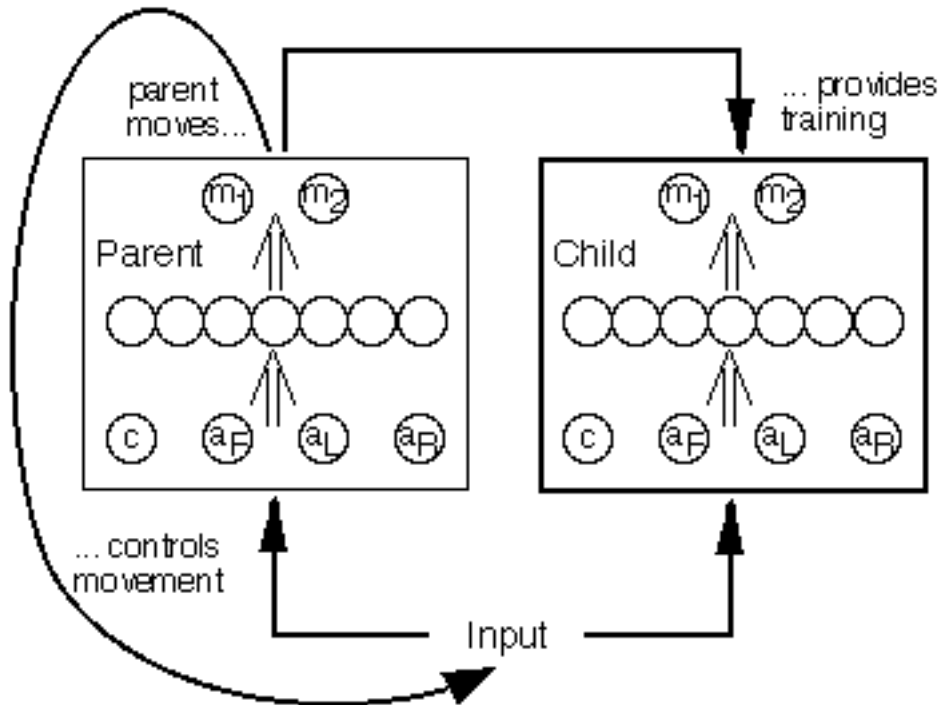 parent
moves...
... provides
training
m1 m2
m1 m2
Parent
Child
c aF aL aR
c aF aL aR
... controls
movement
Input